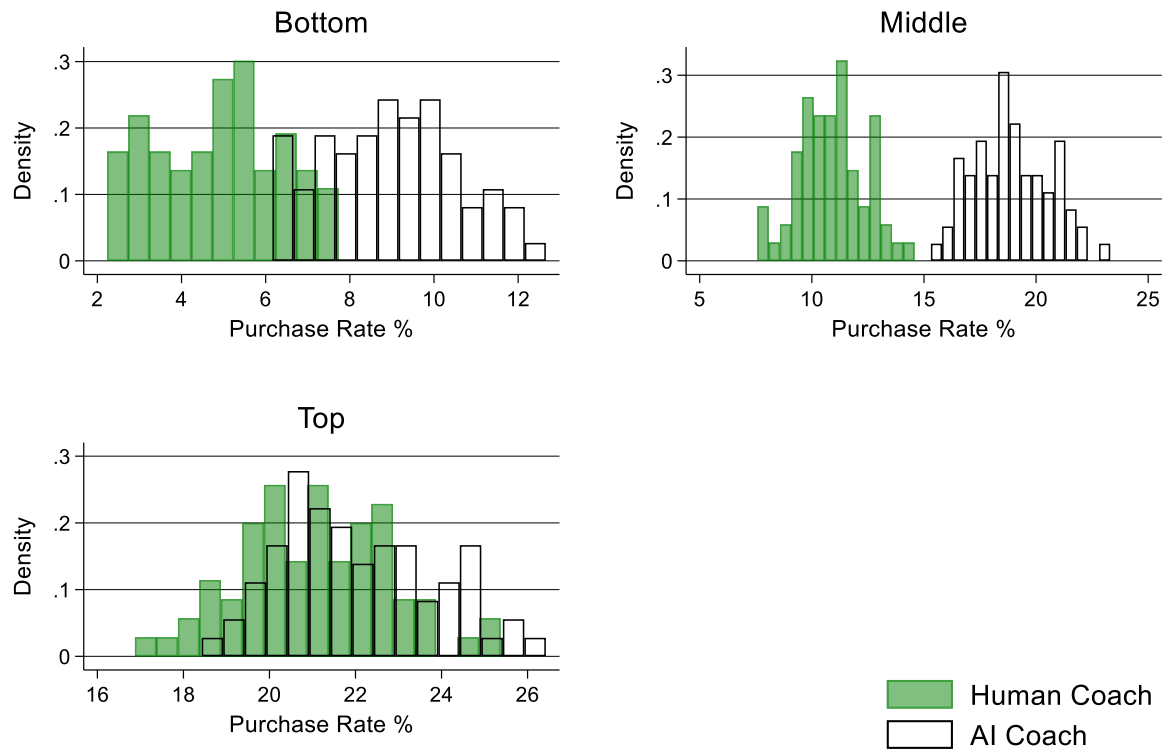 Bottom
Density
.3
.2
.1
0
2 4 6 8 10 12
Purchase Rate %
Middle
Density
.3
.2
.1
0
5 10 15 20 25
Purchase Rate %
Top
Density
.3
.2
.1
0
16 18 20 22 24 26
Purchase Rate %
Human Coach
AI Coach